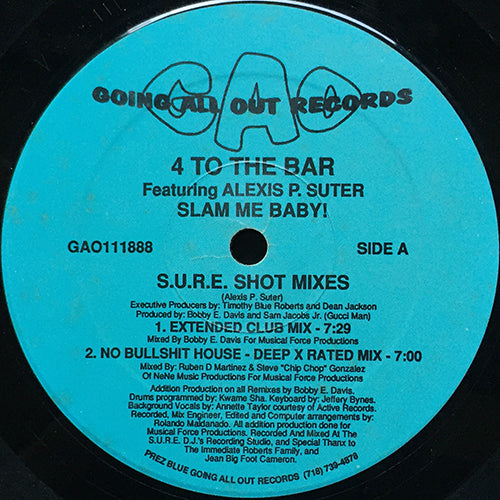 GAO
GOING ALL OUT RECORDS
4 TO THE BAR
Featuring ALEXIS P. SUTER
SLAM ME BABY!
GAO111888
SIDE A
S.U.R.E. SHOT MIXES
(Alexis P. Suter)
Executive Producers by: Timothy Blue Roberts and Dean Jackson
Produced by: Bobby E. Davis and Sam Jacobs Jr. (Gucci Man)
1. EXTENDED CLUB MIX - 7:29
Mixed By Bobby E. Davis For Musical Force Productions
2. NO BULLSHIT HOUSE - DEEP X RATED MIX - 7:00
Mixed By: Ruben D Martinez & Steve "Chip Chop" Gonzalez
Of NeNe Music Productions For Musical Force Productions
Addition Production on all Remixes by Bobby E. Davis.
Drums programmed by: Kwame Sha. Keyboard by: Jeffery Bynes.
Background Vocals by: Annette Taylor courtesy of Active Records.
Recorded, Mix Engineer, Edited and Computer arrangements by:
Rolando Maldanado. All addition production done for
Musical Force Productions. Recorded And Mixed At The
S.U.R.E. D.J.'s Recording Studio, and Special Thanx to
The Immediate Roberts Family, and
Jean Big Foot Cameron.
PREZ BLUE GOING ALL OUT RECORDS (718) 739-4878